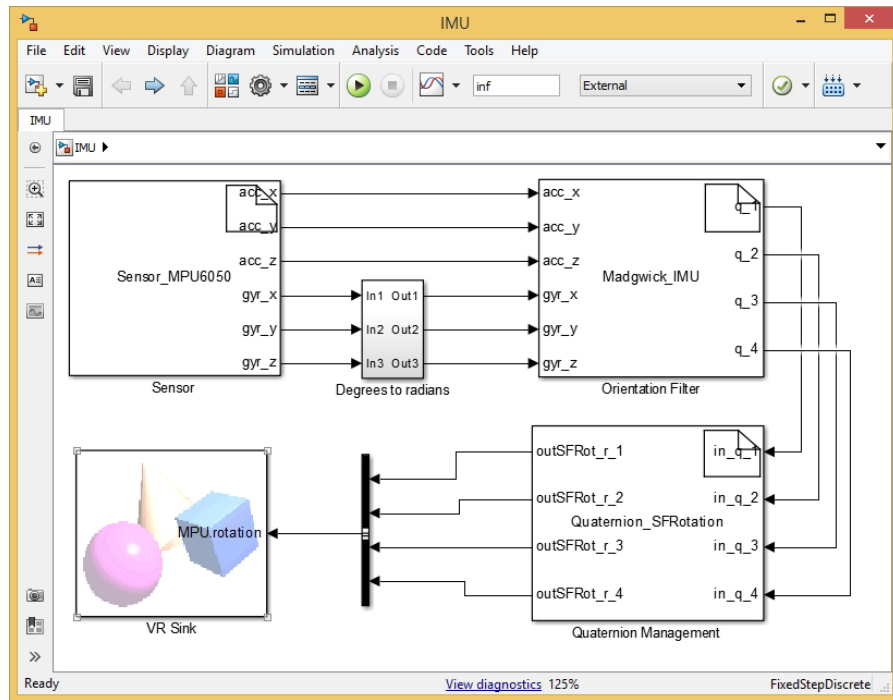 IMU
File Edit View Display Diagram Simulation Analysis Code Tools Help
inf External
IMU
IMU
acc_x acc_x q_1
acc_y acc_y
acc_z acc_z q_2
Sensor_MPU6050 Madgwick_IMU
gyr_x In1 Out1 gyr_x q_3
gyr_y In2 Out2 gyr_y
gyr_z In3 Out3 gyr_z q_4
Sensor Degrees to radians Orientation Filter
outSFRot_r_1 in_q_1
outSFRot_r_2 in_q_2
Quaternion_SFRotation
MPU.rotation
outSFRot_r_3 in_q_3
outSFRot_r_4 in_q_4
VR Sink Quaternion Management
Ready View diagnostics 125% FixedStepDiscrete